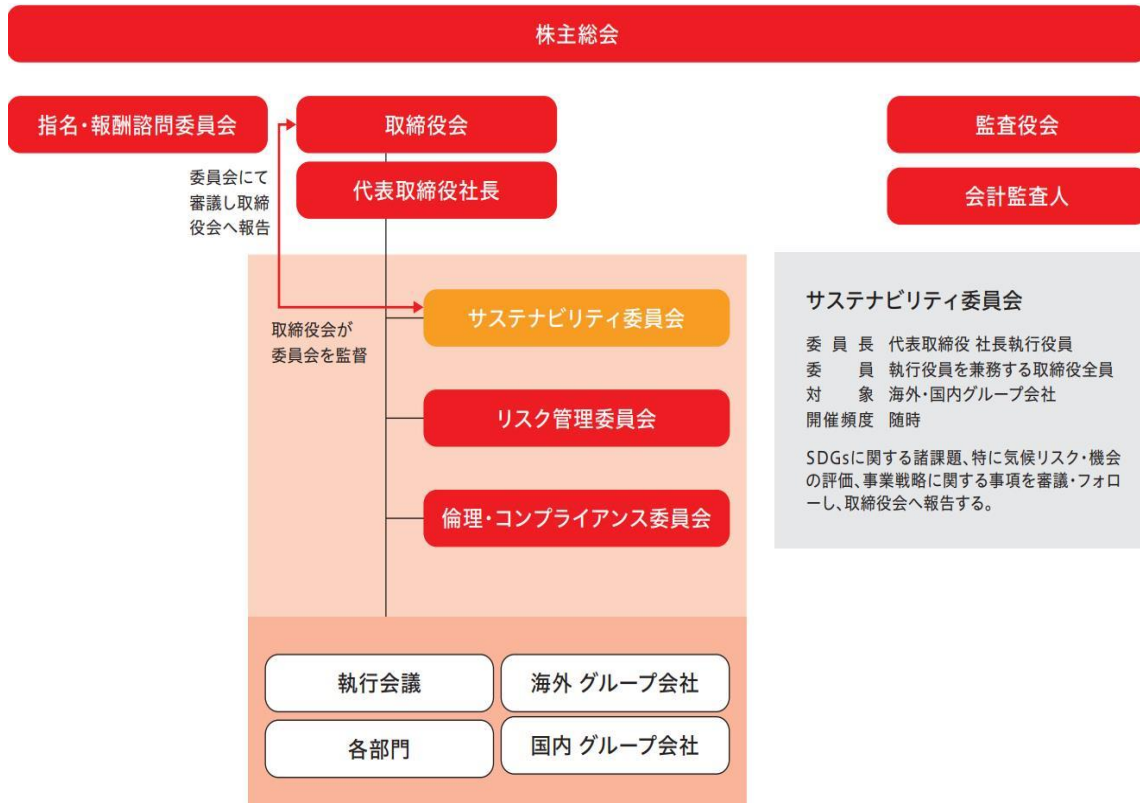 株主総会
指名・報酬諮問委員会
取締役会
監査役会
代表取締役社長
会計監査人
委員会にて
審議し取締
役会へ報告
サステナビリティ委員会
取締役会が
委員会を監督
リスク管理委員会
倫理・コンプライアンス委員会
サステナビリティ委員会
委員長 代表取締役 社長執行役員
委員 執行役員を兼務する取締役全員
対象 海外・国内グループ会社
開催頻度 随時
SDGsに関する諸課題、特に気候リスク・機会
の評価、事業戦略に関する事項を審議・フォロ
ーし、取締役会へ報告する。
執行会議
海外 グループ会社
各部門
国内 グループ会社